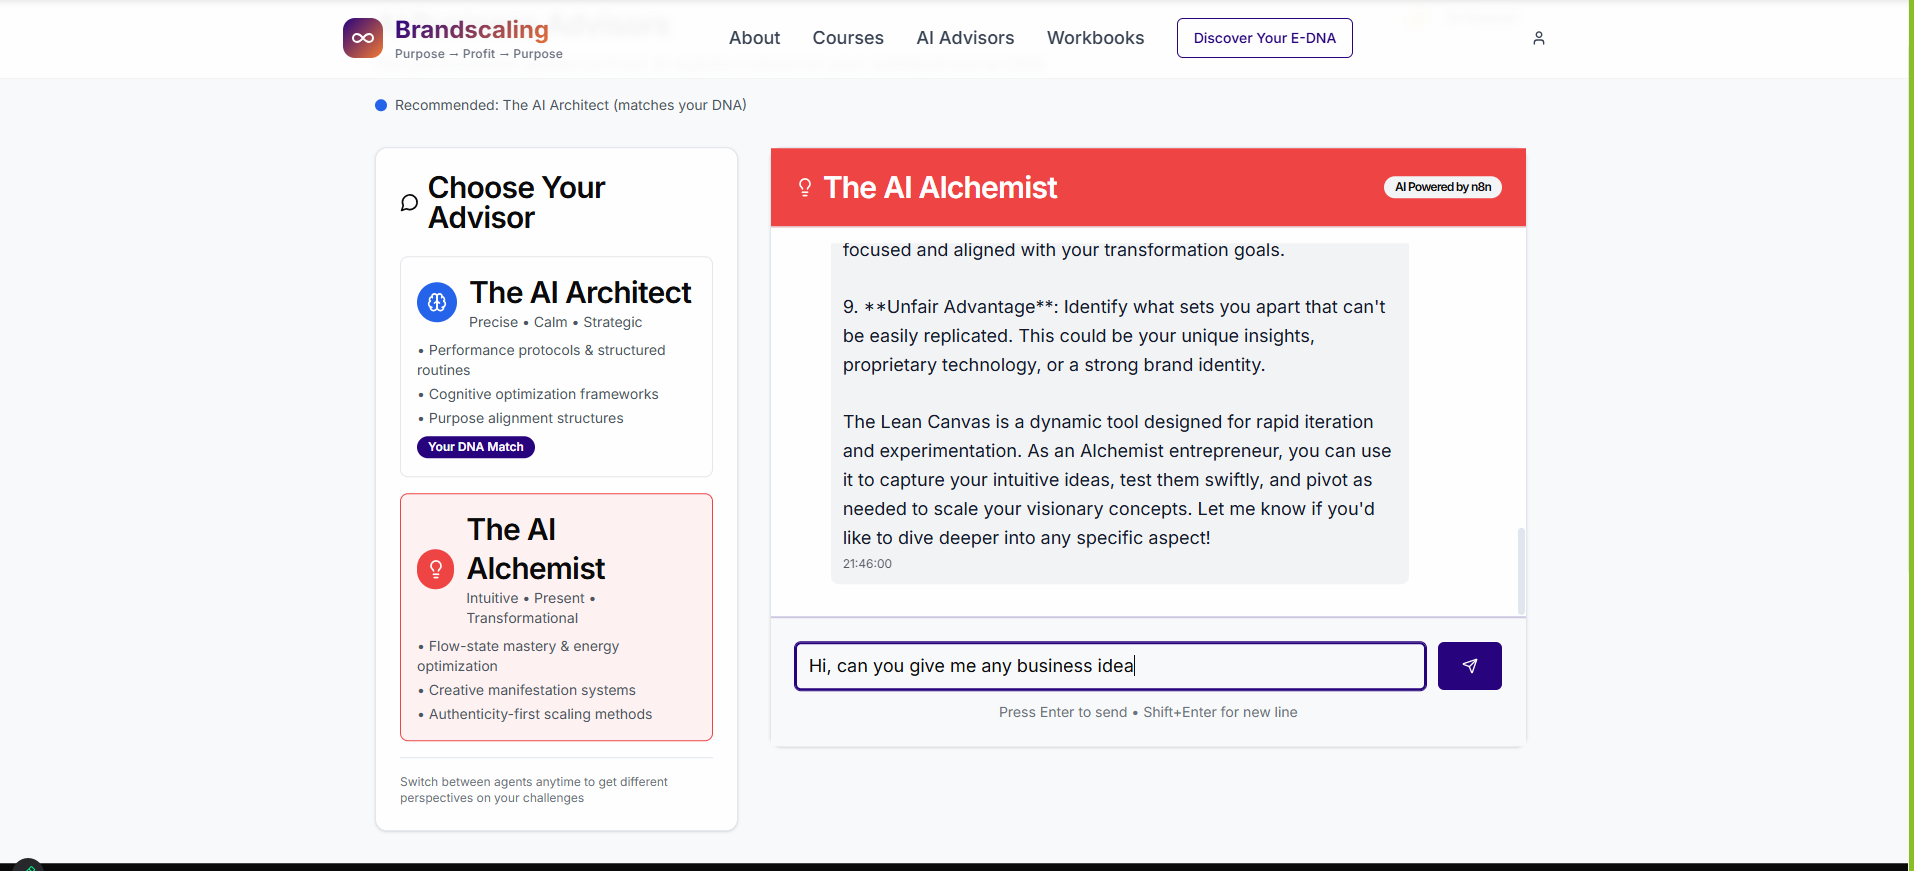 Brandscaling
Purpose → Profit → Purpose
About
Courses
AI Advisors
Workbooks
Discover Your E-DNA
Recommended: The AI Architect (matches your DNA)
Choose Your
Advisor
The AI Architect
Precise • Calm • Strategic
• Performance protocols & structured
routines
• Cognitive optimization frameworks
• Purpose alignment structures
Your DNA Match
The AI
Alchemist
Intuitive • Present •
Transformational
• Flow-state mastery & energy
optimization
• Creative manifestation systems
• Authenticity-first scaling methods
Switch between agents anytime to get different
perspectives on your challenges
The AI Alchemist
AI Powered by n8n
focused and aligned with your transformation goals.
9. **Unfair Advantage**: Identify what sets you apart that can't
be easily replicated. This could be your unique insights,
proprietary technology, or a strong brand identity.
The Lean Canvas is a dynamic tool designed for rapid iteration
and experimentation. As an Alchemist entrepreneur, you can use
it to capture your intuitive ideas, test them swiftly, and pivot as
needed to scale your visionary concepts. Let me know if you'd
like to dive deeper into any specific aspect!
21:46:00
Hi, can you give me any business idea
Press Enter to send • Shift+Enter for new line